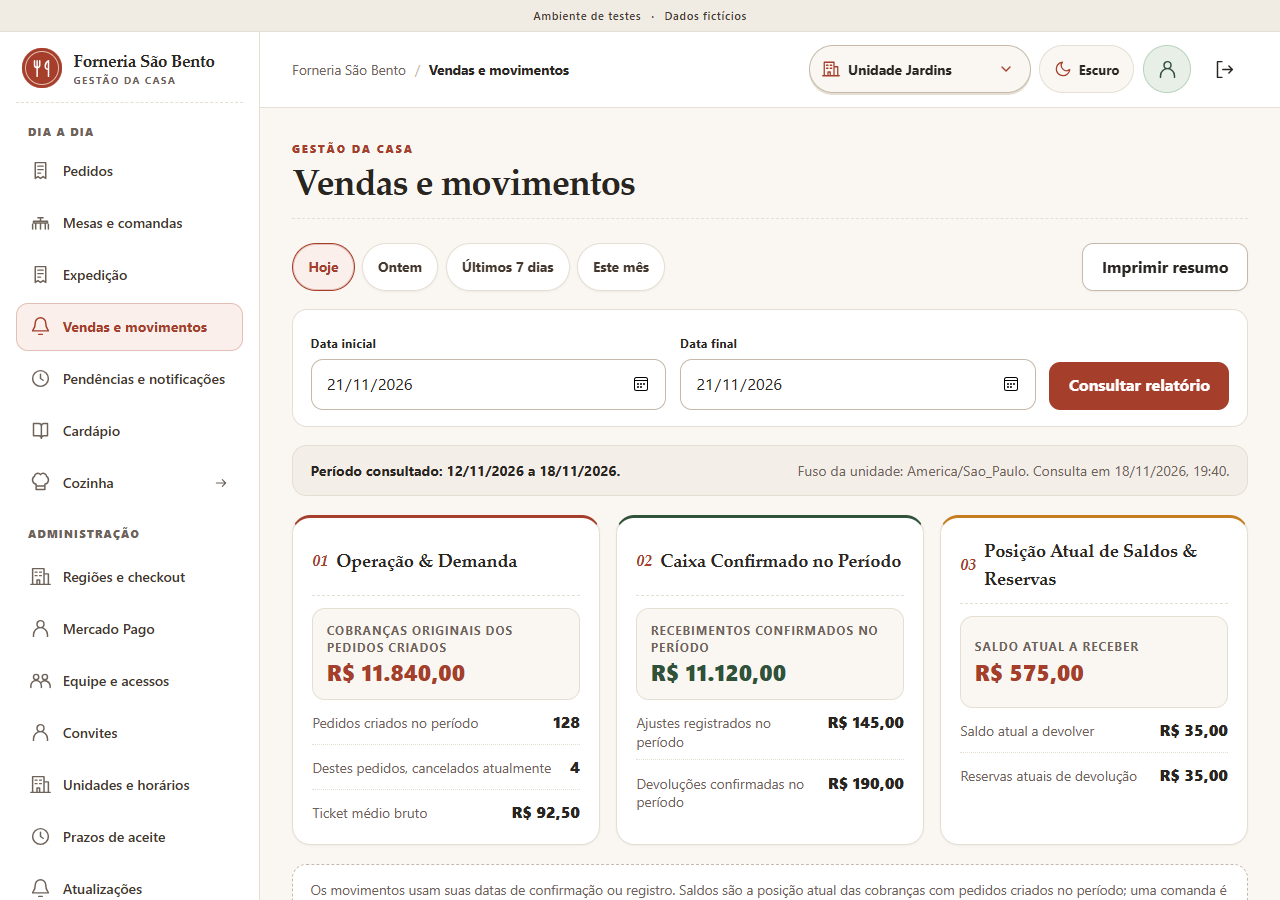 Ambiente de testes · Dados fictícios
Forneria São Bento
GESTÃO DA CASA
DIA A DIA
Pedidos
Mesas e comandas
Expedição
Vendas e movimentos
Pendências e notificações
Cardápio
Cozinha
ADMINISTRAÇÃO
Regiões e checkout
Mercado Pago
Equipe e acessos
Convites
Unidades e horários
Prazos de aceite
Atualizações
Forneria São Bento / Vendas e movimentos
Unidade Jardins
Escuro
GESTÃO DA CASA
Vendas e movimentos
Hoje
Ontem
Últimos 7 dias
Este mês
Imprimir resumo
Data inicial
21/11/2026
Data final
21/11/2026
Consultar relatório
Período consultado: 12/11/2026 a 18/11/2026.
Fuso da unidade: America/Sao_Paulo. Consulta em 18/11/2026, 19:40.
01 Operação & Demanda
COBRANÇAS ORIGINAIS DOS
PEDIDOS CRIADOS
R$ 11.840,00
Pedidos criados no período 128
Destes pedidos, cancelados atualmente 4
Ticket médio bruto R$ 92,50
02 Caixa Confirmado no Período
RECEBIMENTOS CONFIRMADOS NO
PERÍODO
R$ 11.120,00
Ajustes registrados no R$ 145,00
período
Devoluções confirmadas no R$ 190,00
período
03 Posição Atual de Saldos &
Reservas
SALDO ATUAL A RECEBER
R$ 575,00
Saldo atual a devolver R$ 35,00
Reservas atuais de devolução R$ 35,00
Os movimentos usam suas datas de confirmação ou registro. Saldos são a posição atual das cobranças com pedidos criados no período; uma comanda é